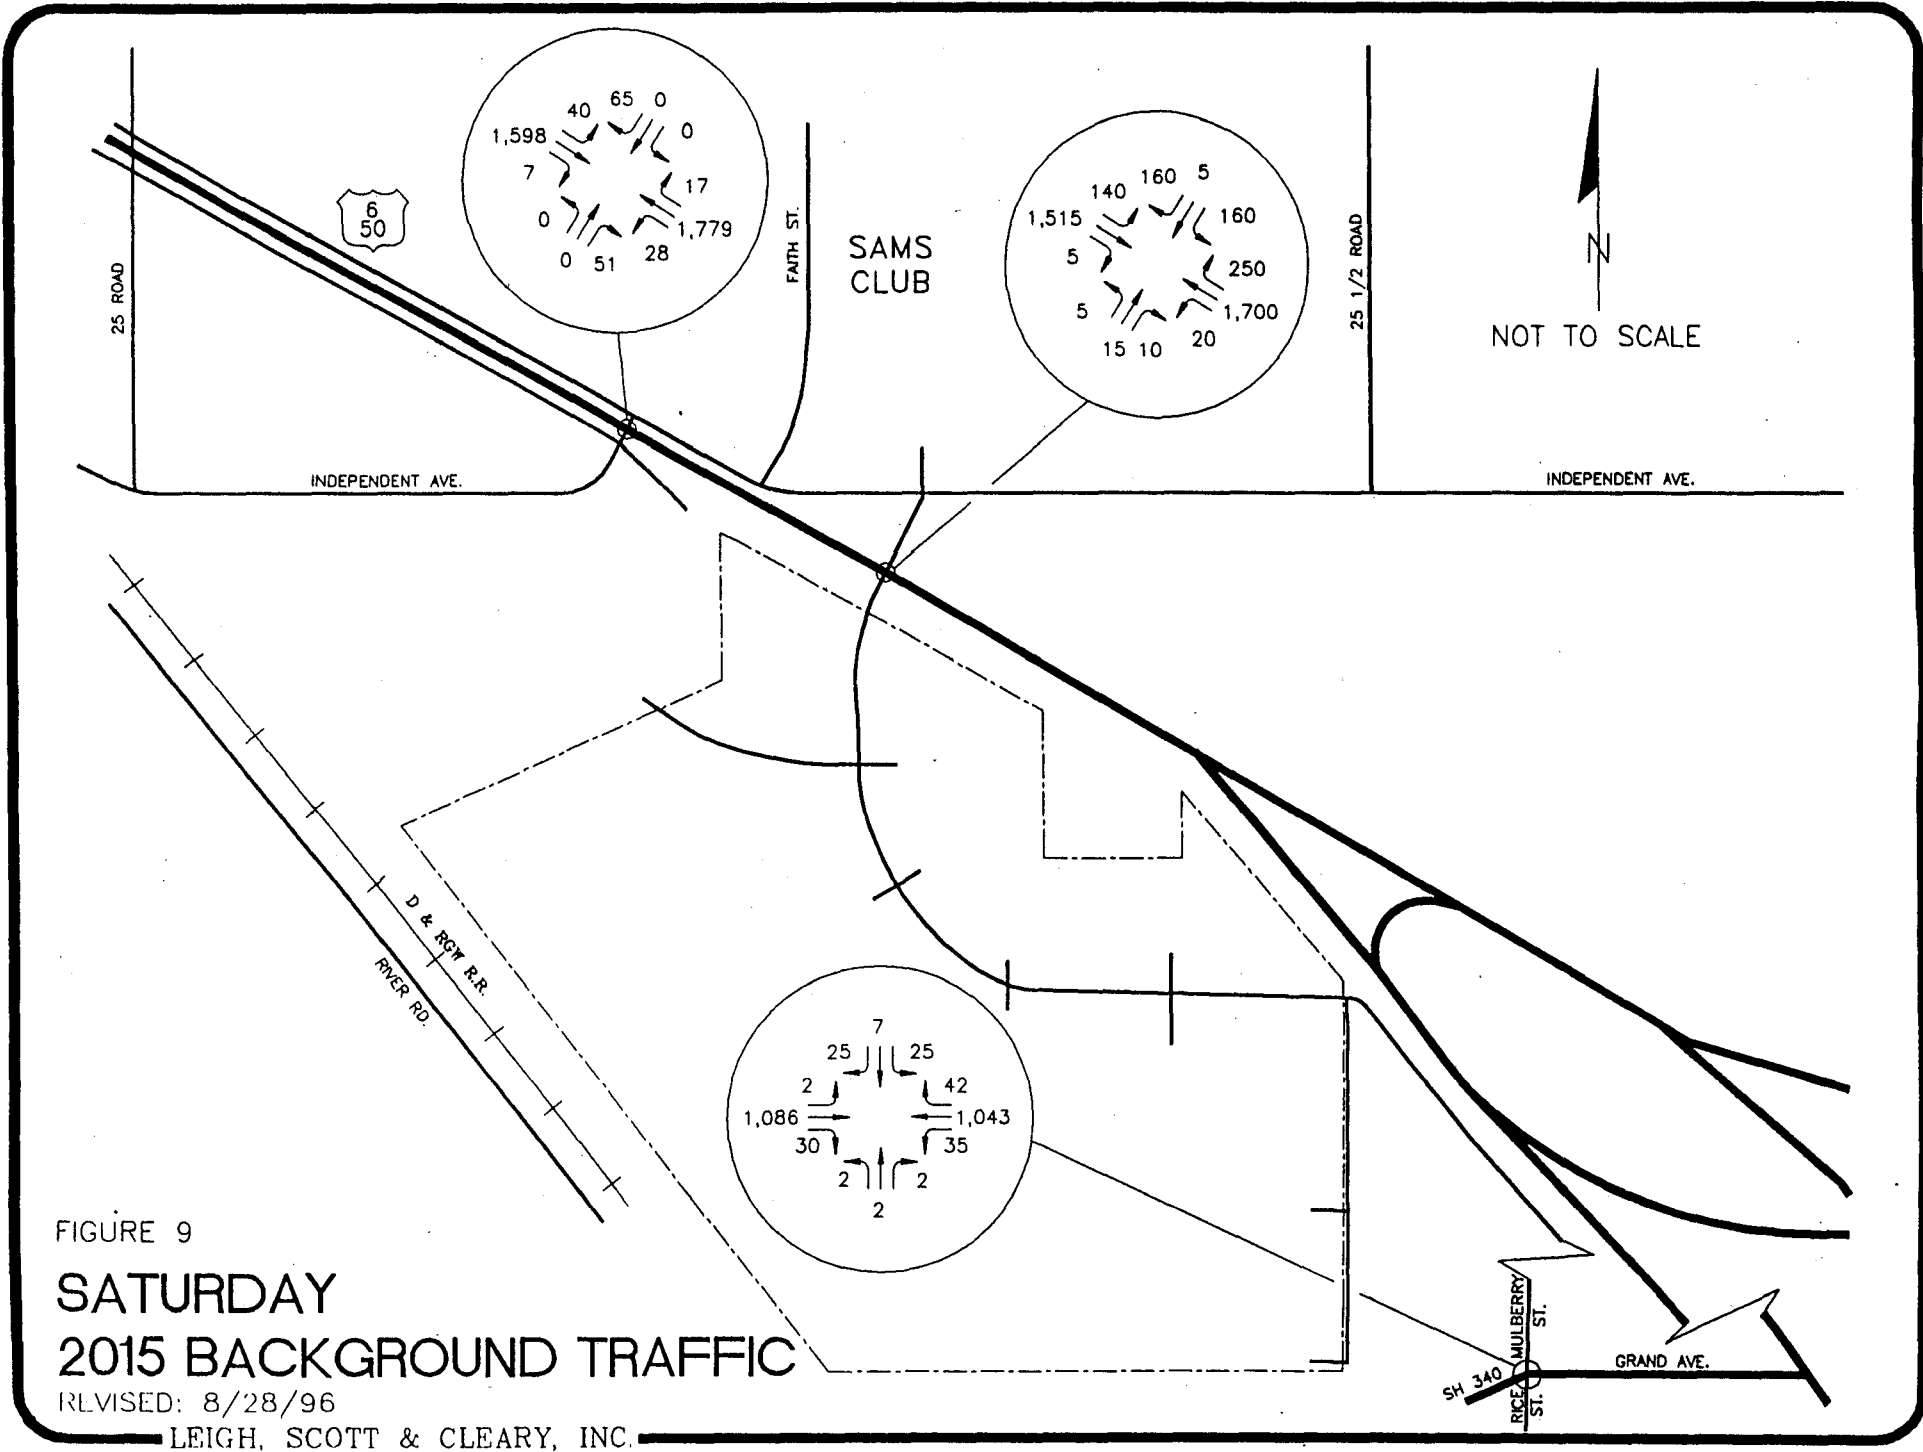 65 0
40
0
1,598
7
17
0
1,779
28
0 51
6
50
25 ROAD
FAITH ST.
SAMS
CLUB
160 5
140
160
1,515
5
250
5
1,700
20
15 10
25 1/2 ROAD
N
NOT TO SCALE
INDEPENDENT AVE.
INDEPENDENT AVE.
D & RGW R.R.
RIVER RD.
7
25 25
2 42
1,086 1,043
30 35
2 2
2
MULBERRY
ST.
GRAND AVE.
SH 340
RICE
ST.
FIGURE 9
SATURDAY
2015 BACKGROUND TRAFFIC
REVISED: 8/28/96
LEIGH, SCOTT & CLEARY, INC.